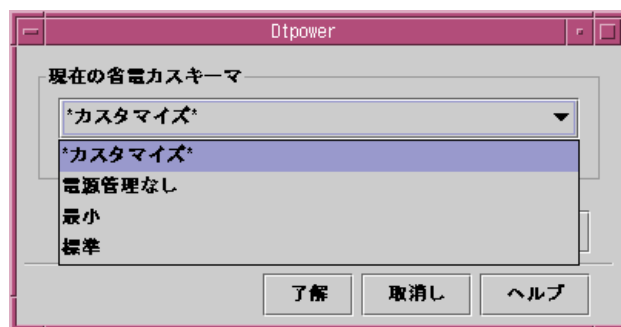 Dtpower
現在の省電力スキーマ
*カスタマイズ*
*カスタマイズ*
電源管理なし
最小
標準
了解
取消し
ヘルプ